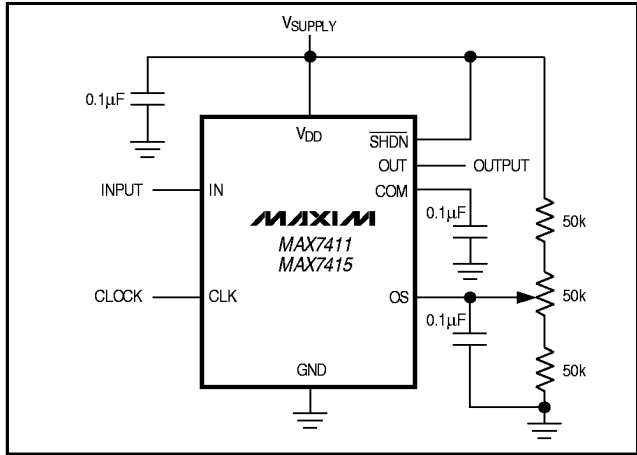 VSUPPLY
0.1µF
VDD
SHDN
OUT
OUTPUT
INPUT
IN
COM
MAXIM
MAX7411
MAX7415
0.1µF
50k
50k
CLOCK
CLK
OS
0.1µF
50k
GND